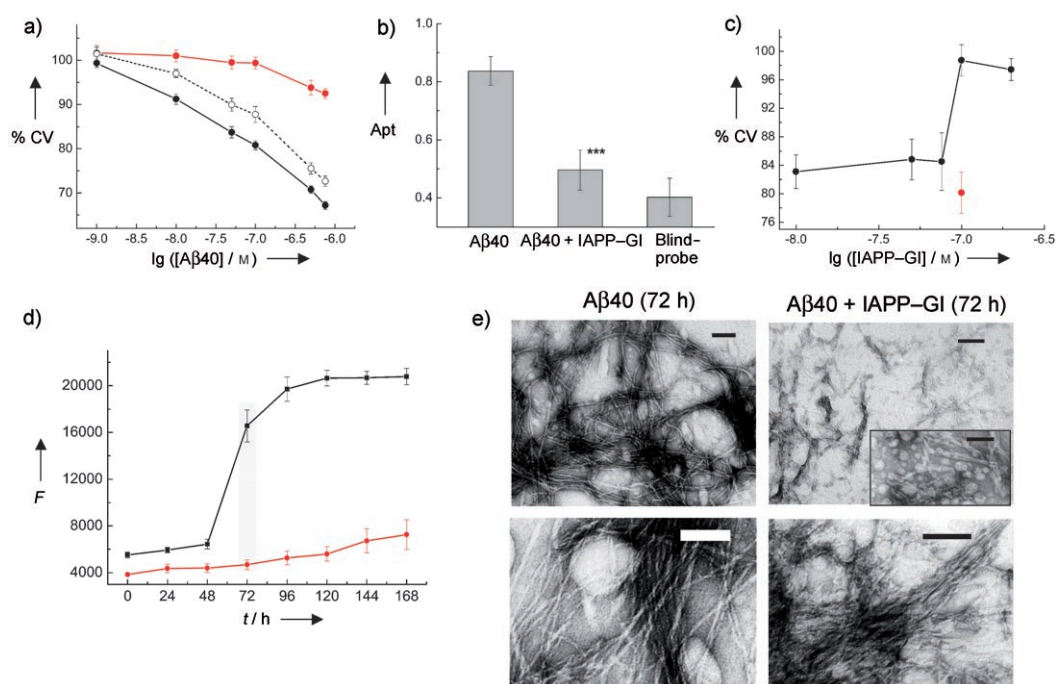 a)
100
90
80
70
% CV
-9.0 -8.5 -8.0 -7.5 -7.0 -6.5 -6.0
lg ([Aβ40] / M)
b)
1.0
0.8
0.6
0.4
Apt
***
Aβ40 Aβ40 + IAPP–GI Blind-
probe
c)
100
96
92
88
84
80
76
% CV
-8.0 -7.5 -7.0 -6.5
lg ([IAPP–GI] / M)
d)
20000
16000
12000
8000
4000
F
0 24 48 72 96 120 144 168
t / h
e)
Aβ40 (72 h) Aβ40 + IAPP–GI (72 h)